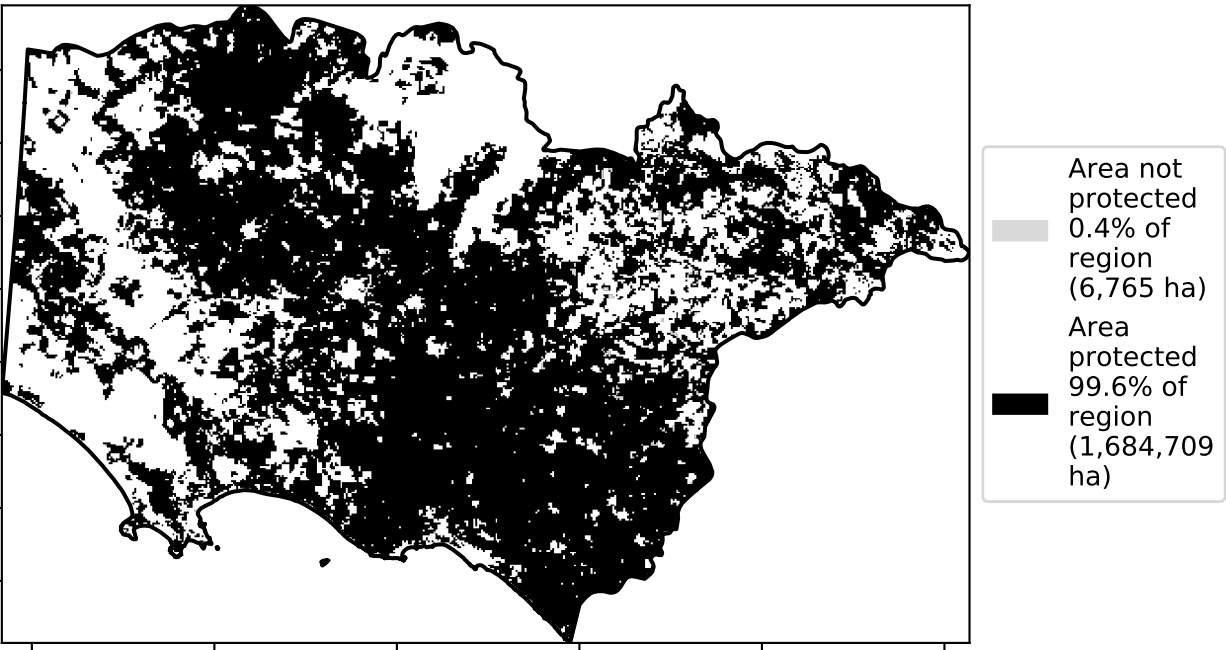 Area not
protected
0.4% of
region
(6,765 ha)
Area
protected
99.6% of
region
(1,684,709
ha)